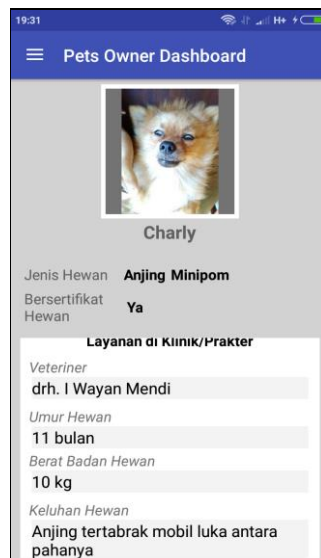 19:31 H+
Pets Owner Dashboard
Charly
Jenis Hewan Anjing Minipom
Bersertifikat Ya
Hewan
Layanan di Klinik/Prakter
Veteriner
drh. I Wayan Mendi
Umur Hewan
11 bulan
Berat Badan Hewan
10 kg
Keluhan Hewan
Anjing tertabrak mobil luka antara
pahanya